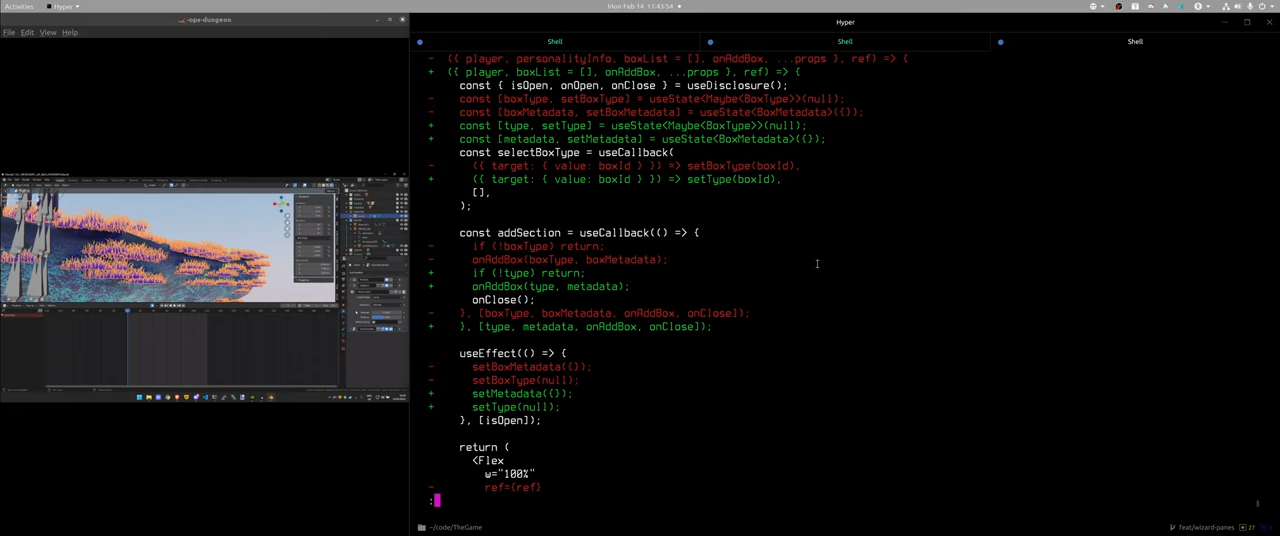 Activities
Hyper
Mon Feb 14 11:43:54
-ops-dungeon
File Edit View Help
Hyper
Shell
Shell
Shell
- ({ player, personalityInfo, boxList = [], onAddBox, ...props }, ref) => {
+ ({ player, boxList = [], onAddBox, ...props }, ref) => {
const { isOpen, onOpen, onClose } = useDisclosure();
- const [boxType, setBoxType] = useState<Maybe<BoxType>>(null);
- const [boxMetadata, setBoxMetadata] = useState<BoxMetadata>({});
+ const [type, setType] = useState<Maybe<BoxType>>(null);
+ const [metadata, setMetadata] = useState<BoxMetadata>({});
const selectBoxType = useCallback(
- ({ target: { value: boxId } }) => setBoxType(boxId),
+ ({ target: { value: boxId } }) => setType(boxId),
[],
);
const addSection = useCallback(() => {
- if (!boxType) return;
- onAddBox(boxType, boxMetadata);
+ if (!type) return;
+ onAddBox(type, metadata);
onClose();
- }, [boxType, boxMetadata, onAddBox, onClose]);
+ }, [type, metadata, onAddBox, onClose]);
useEffect(() => {
- setBoxMetadata({});
- setBoxType(null);
+ setMetadata({});
+ setType(null);
}, [isOpen]);
return (
<Flex
w="100%"
- ref={ref}
:
~/code/TheGame
feat/wizard-panes
27